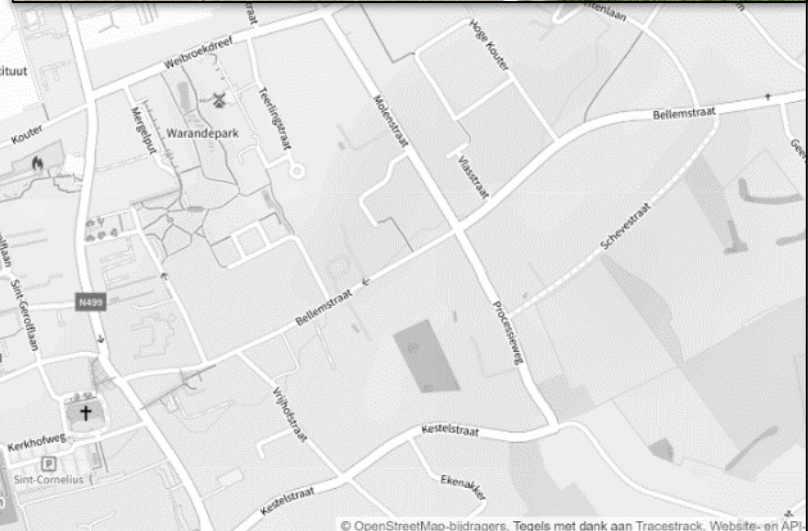 Hoge Kouter
Weibroekdreef
Molenstraat
Bellemstraat
tituut
Teerlingstraat
Mergelput
Warandepark
Kouter
Vlasstraat
Schevestraat
Sint-Gerolflaan
N499
Bellemstraat
Processieweg
Vrijhofstraat
Kestelstraat
Kerkhofweg
P
Sint-Cornelius
Ekenakker
Kestelstraat
© OpenStreetMap-bijdragers. Tegels met dank aan Tracestrack. Website- en API-